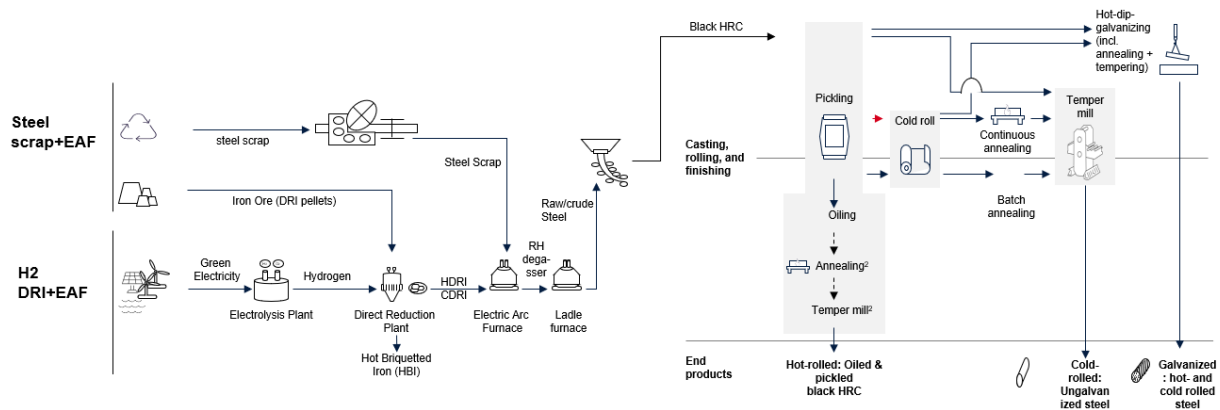 Steel
scrap+EAF
steel scrap
Steel Scrap
Iron Ore (DRI pellets)
H2
DRI+EAF
Green
Electricity
Hydrogen
Electrolysis Plant
Direct Reduction
Plant
HDRI
CDRI
Hot Briquetted
Iron (HBI)
Electric Arc
Furnace
RH
dega-
sser
Ladle
furnace
Raw/crude
Steel
Black HRC
Casting,
rolling, and
finishing
Pickling
Cold roll
Continuous
annealing
Batch
annealing
Temper
mill
Hot-dip-
galvanizing
(incl.
annealing +
tempering)
Oiling
Annealing²
Temper mill²
End
products
Hot-rolled: Oiled &
pickled
black HRC
Cold-
rolled:
Ungalvan
ized steel
Galvanized
: hot- and
cold rolled
steel